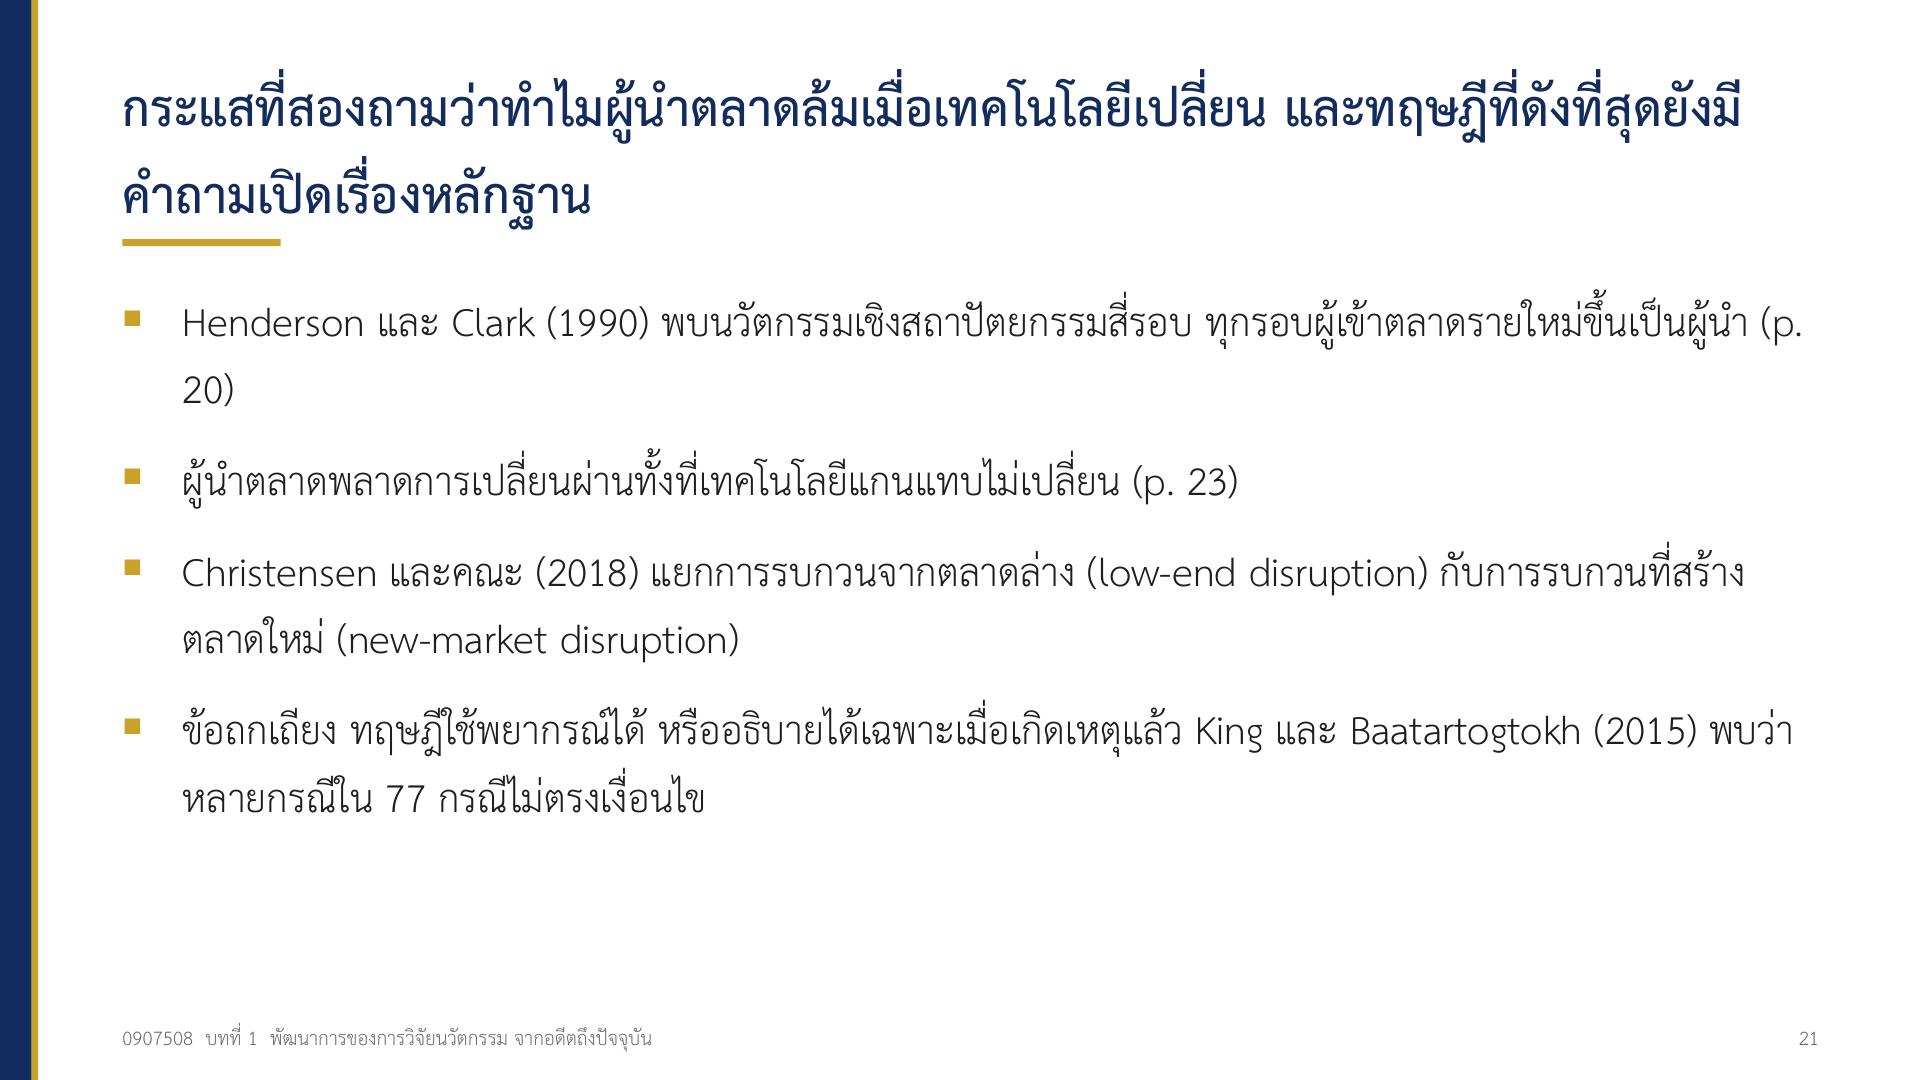 กระแสที่สองถามว่าทำไมผู้นำตลาดล้มเมื่อเทคโนโลยีเปลี่ยน และทฤษฎีที่ดังที่สุดยังมี
คำถามเปิดเรื่องหลักฐาน
▪ Henderson และ Clark (1990) พบนวัตกรรมเชิงสถาปัตยกรรมสี่รอบ ทุกรอบผู้เข้าตลาดรายใหม่ขึ้นเป็นผู้นำ (p.
20)
▪ ผู้นำตลาดพลาดการเปลี่ยนผ่านทั้งที่เทคโนโลยีแกนแทบไม่เปลี่ยน (p. 23)
▪ Christensen และคณะ (2018) แยกการรบกวนจากตลาดล่าง (low-end disruption) กับการรบกวนที่สร้าง
ตลาดใหม่ (new-market disruption)
▪ ข้อถกเถียง ทฤษฎีใช้พยากรณ์ได้ หรืออธิบายได้เฉพาะเมื่อเกิดเหตุแล้ว King และ Baatartogtokh (2015) พบว่า
หลายกรณีใน 77 กรณีไม่ตรงเงื่อนไข
0907508 บทที่ 1 พัฒนาการของการวิจัยนวัตกรรม จากอดีตถึงปัจจุบัน
21